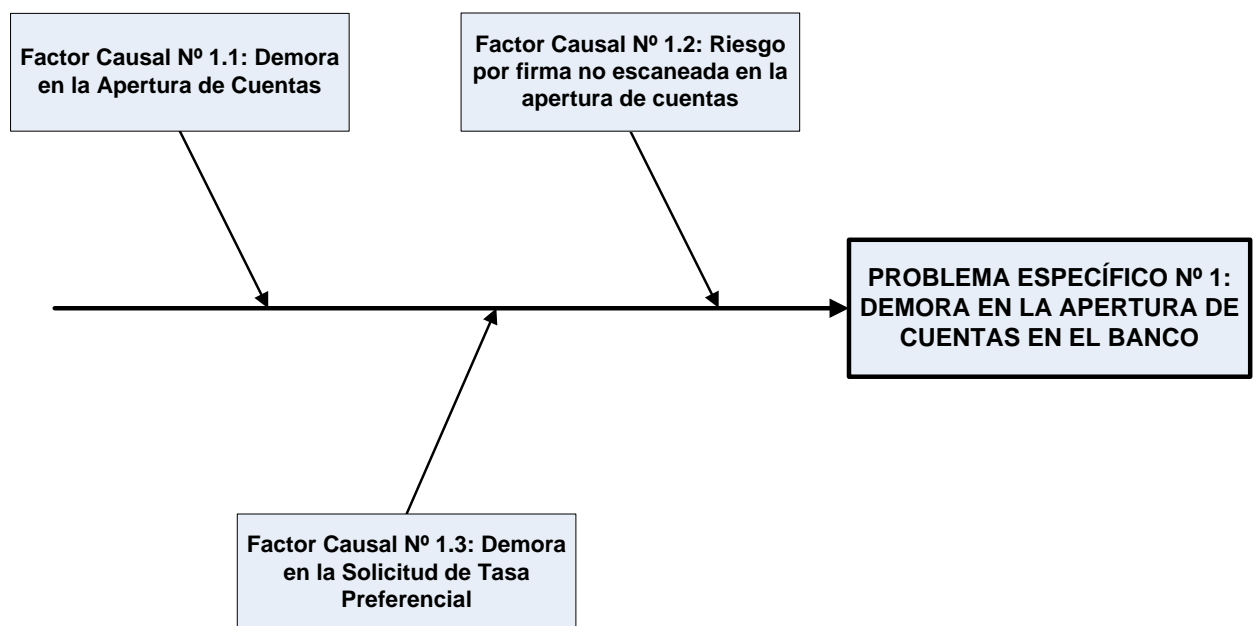 Factor Causal Nº 1.1: Demora
en la Apertura de Cuentas
Factor Causal Nº 1.2: Riesgo
por firma no escaneada en la
apertura de cuentas
PROBLEMA ESPECÍFICO Nº 1:
DEMORA EN LA APERTURA DE
CUENTAS EN EL BANCO
Factor Causal Nº 1.3: Demora
en la Solicitud de Tasa
Preferencial